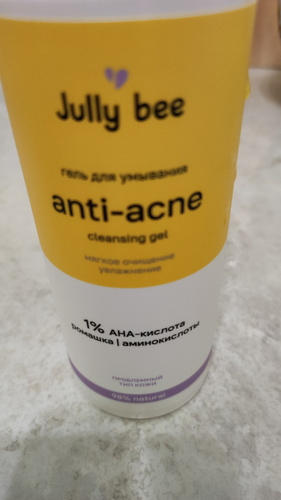 Jully bee
гель для умывания
anti-acne
cleansing gel
мягкое очищение
увлажнение
1% АНА-кислота
ромашка | аминокислоты
проблемный
тип кожи
98% natural